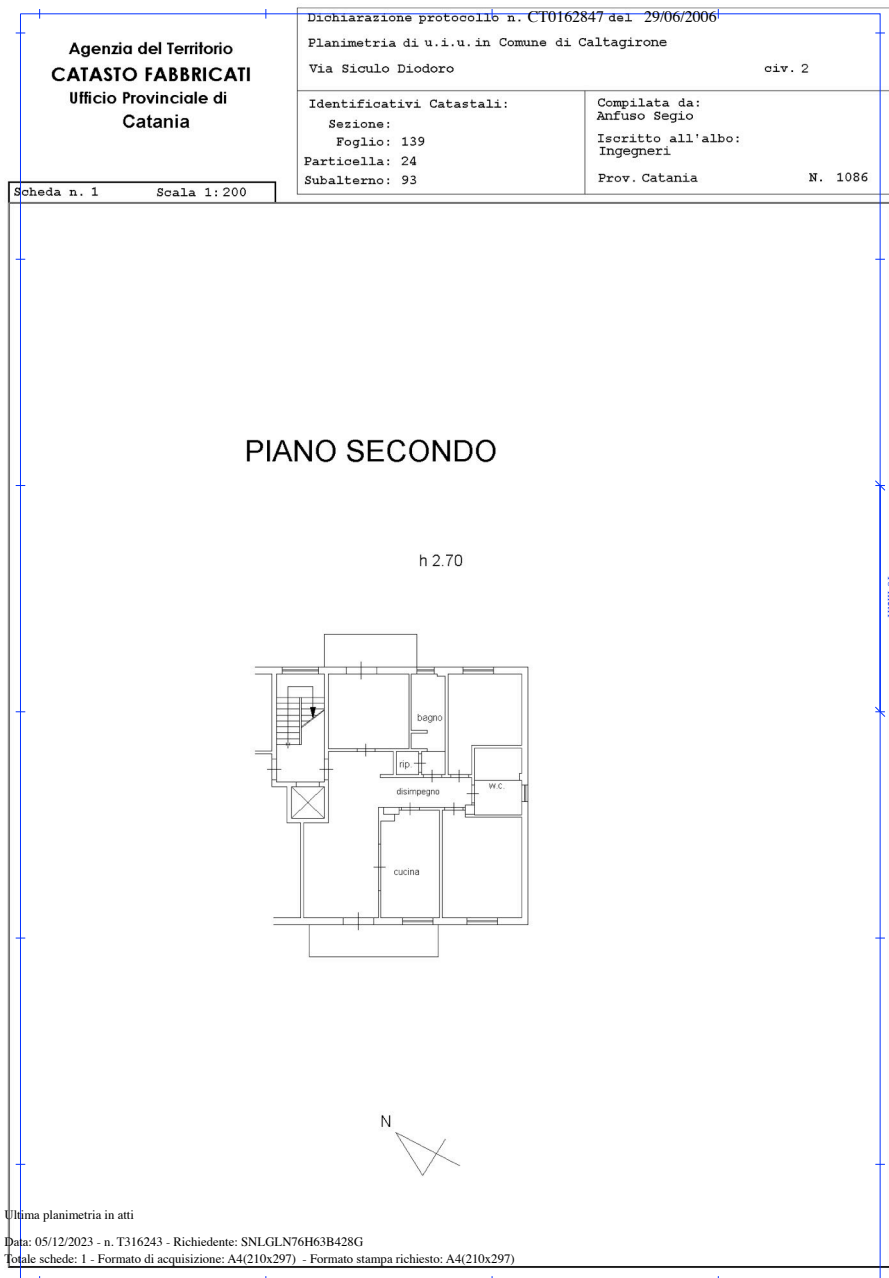 Agenzia del Territorio
CATASTO FABBRICATI
Ufficio Provinciale di
Catania
Dichiarazione protocollo n. CT0162847 del 29/06/2006
Planimetria di u.i.u. in Comune di Caltagirone
Via Siculo Diodoro civ. 2
Identificativi Catastali:
Sezione:
Foglio: 139
Particella: 24
Subalterno: 93
Compilata da:
Anfuso Segio
Iscritto all'albo:
Ingegneri
Prov. Catania N. 1086
Scheda n. 1 Scala 1:200
PIANO SECONDO
h 2.70
bagno
rip.
disimpegno
w.c.
cucina
N
Ultima planimetria in atti
Data: 05/12/2023 - n. T316243 - Richiedente: SNLGLN76H63B428G
Totale schede: 1 - Formato di acquisizione: A4(210x297) - Formato stampa richiesto: A4(210x297)